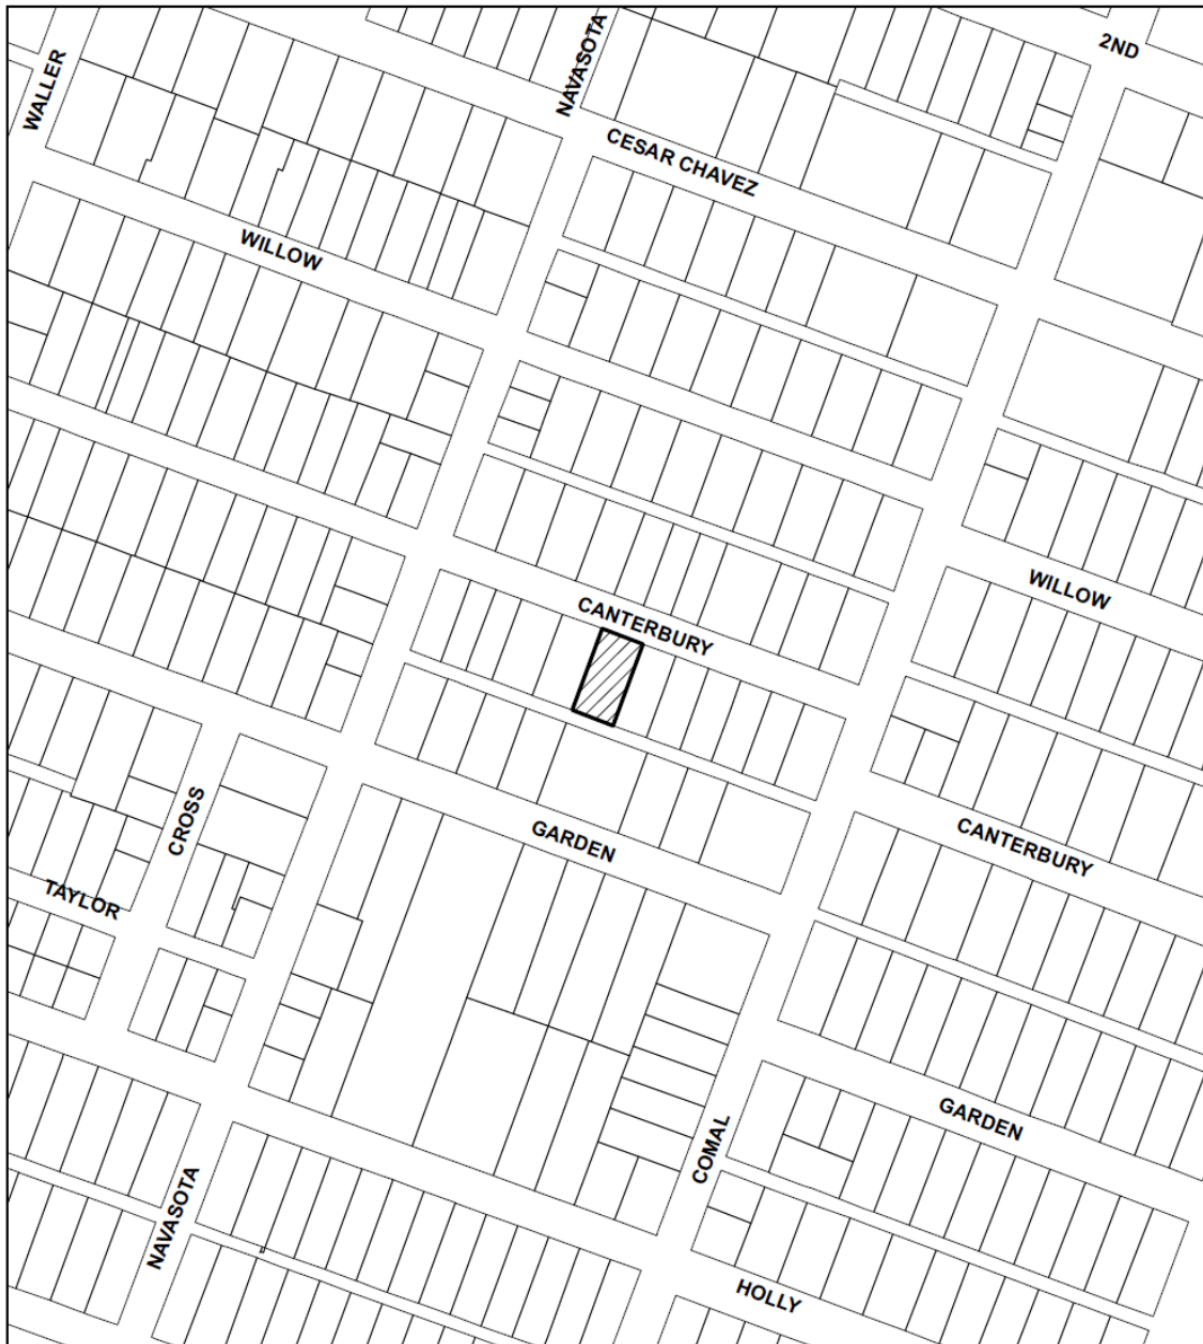 2ND
NAVASOTA
WALLER
CESAR CHAVEZ
WILLOW
WILLOW
CANTERBURY
CROSS
GARDEN
CANTERBURY
TAYLOR
GARDEN
COMAL
NAVASOTA
HOLLY